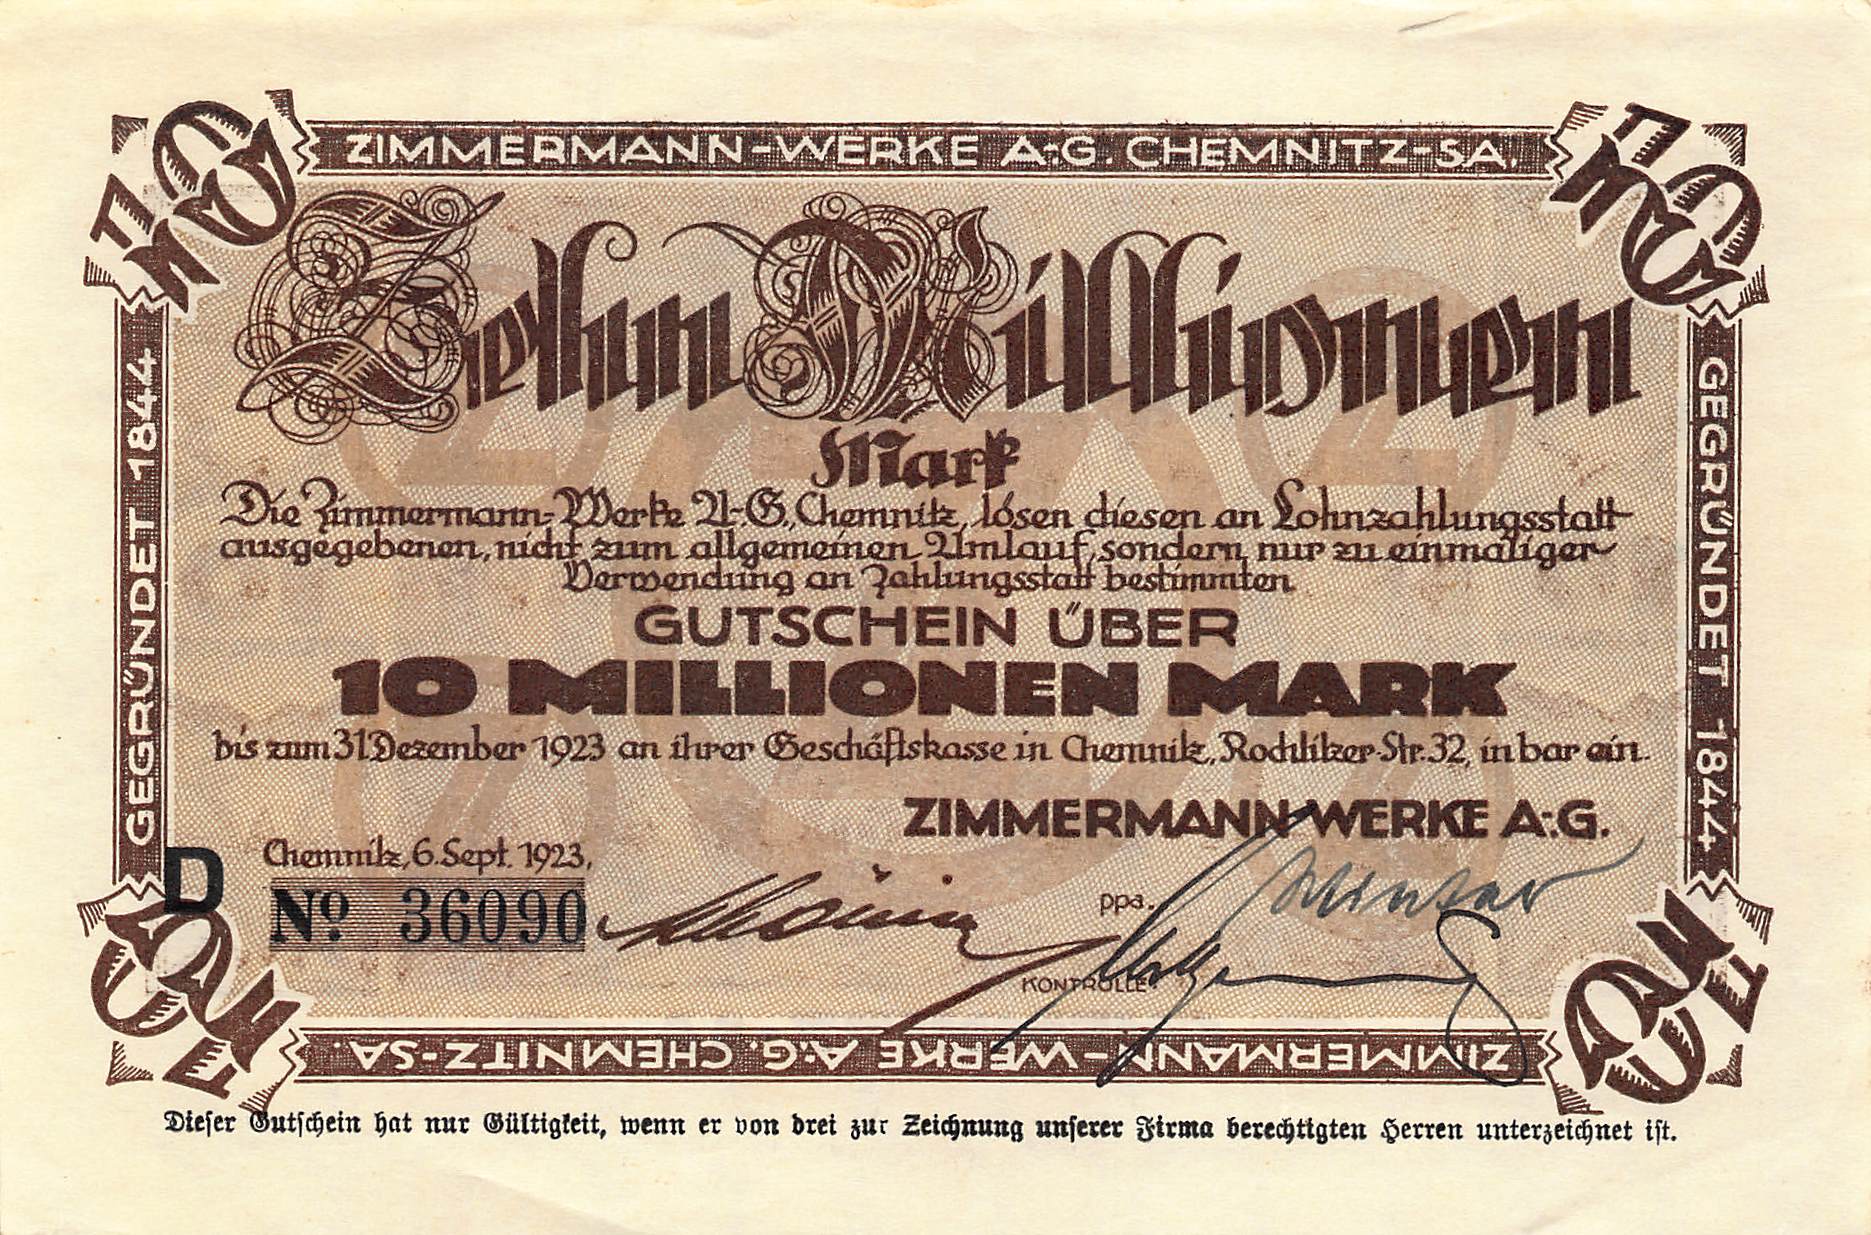 ZIMMERMANN-WERKE A:G. CHEMNITZ-SA.
10 M
10 M
Zehn Millionen
Mark
Die Zimmermann-Werke A-G., Chemnitz, lösen diesen an Lohnzahlungsstatt
ausgegebenen, nicht zum allgemeinen Umlauf, sondern nur zu einmaliger
Verwendung an Zahlungsstatt bestimmten
GUTSCHEIN ÜBER
10 MILLIONEN MARK
bis zum 31 Dezember 1923 an ihrer Geschäftskasse in Chemnitz, Rochlitzer-Str. 32, in bar ein.
ZIMMERMANN-WERKE A:G.
Chemnitz, 6. Sept. 1923,
D
No. 36090
ppa.
KONTROLLE:
GEGRÜNDET 1844
GEGRÜNDET 1844
10 M
10 M
ZIMMERMANN-WERKE A:G. CHEMNITZ-SA.
Dieser Gutschein hat nur Gültigkeit, wenn er von drei zur Zeichnung unserer Firma berechtigten Herren unterzeichnet ist.